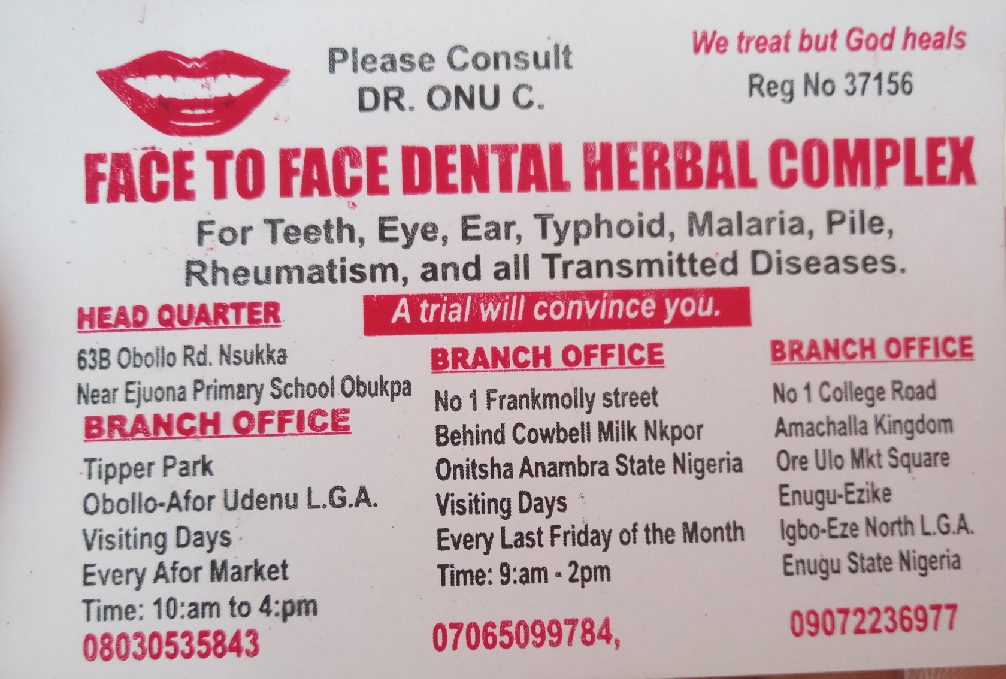 Please Consult
DR. ONU C.
We treat but God heals
Reg No 37156
FACE TO FACE DENTAL HERBAL COMPLEX
For Teeth, Eye, Ear, Typhoid, Malaria, Pile,
Rheumatism, and all Transmitted Diseases.
A trial will convince you.
HEAD QUARTER
63B Obollo Rd. Nsukka
Near Ejuona Primary School Obukpa
BRANCH OFFICE
Tipper Park
Obollo-Afor Udenu L.G.A.
Visiting Days
Every Afor Market
Time: 10:am to 4:pm
08030535843
BRANCH OFFICE
No 1 Frankmolly street
Behind Cowbell Milk Nkpor
Onitsha Anambra State Nigeria
Visiting Days
Every Last Friday of the Month
Time: 9:am - 2pm
07065099784,
BRANCH OFFICE
No 1 College Road
Amachalla Kingdom
Ore Ulo Mkt Square
Enugu-Ezike
Igbo-Eze North L.G.A.
Enugu State Nigeria
09072236977